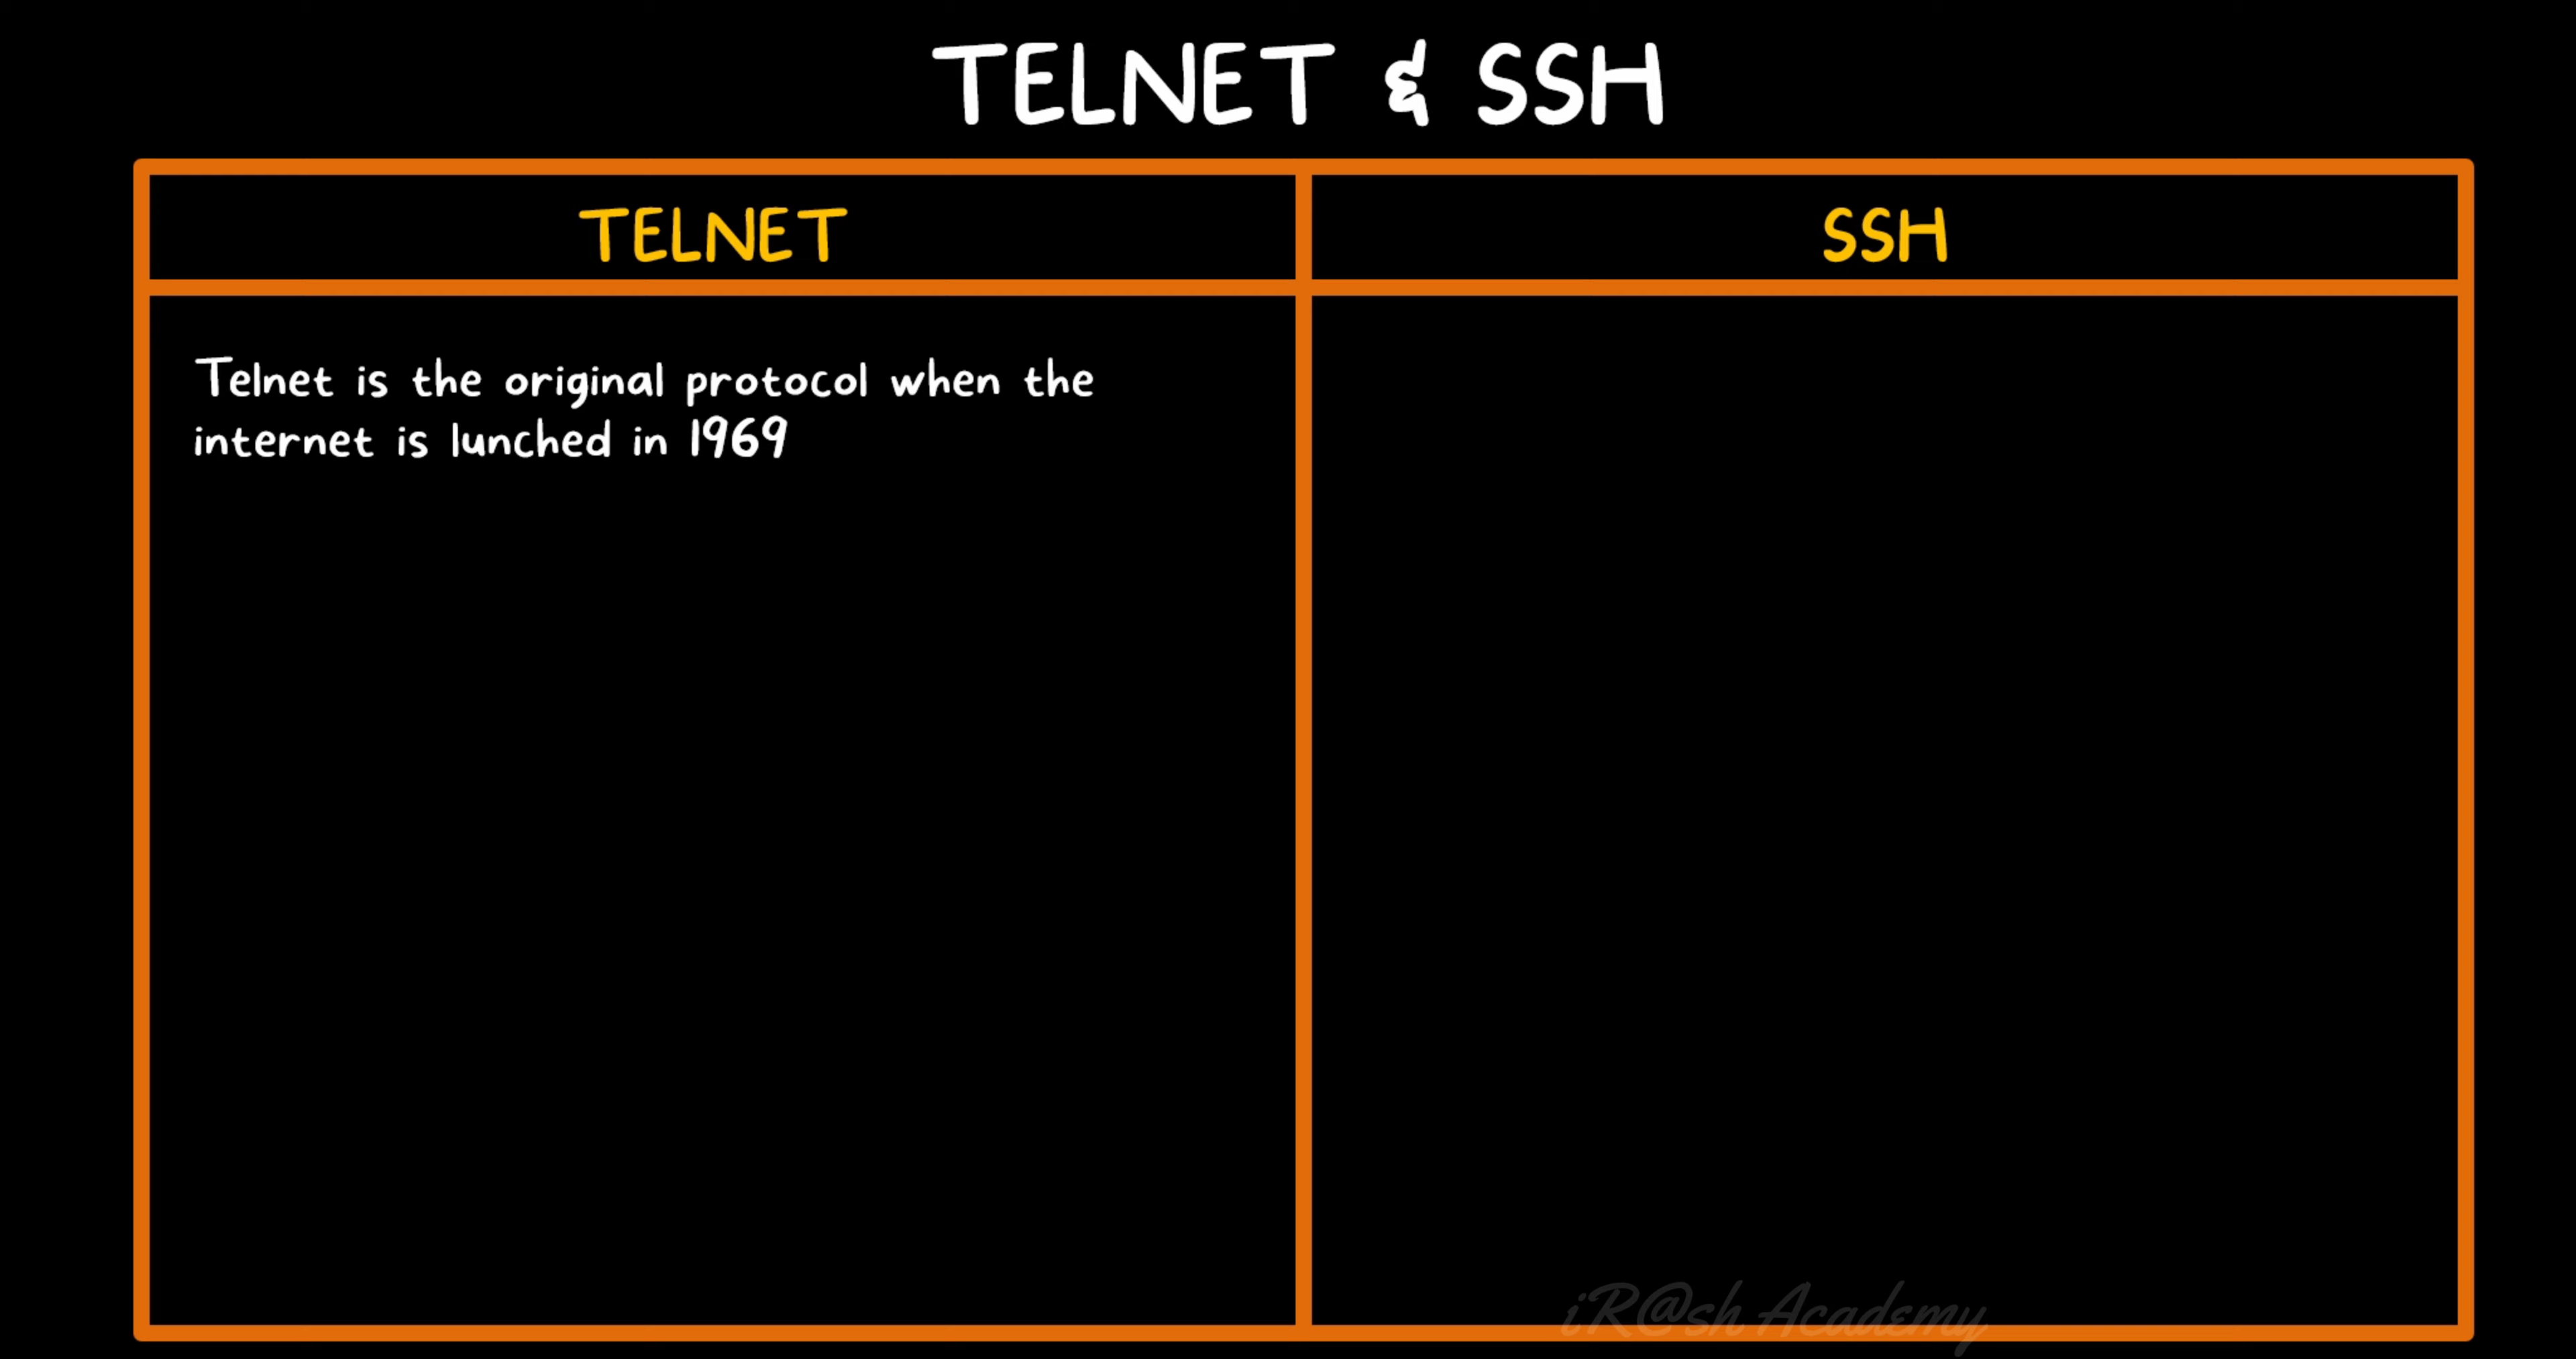 TELNET & SSH
TELNET
SSH
Telnet is the original protocol when the
internet is lunched in 1969
iR@sh Academy